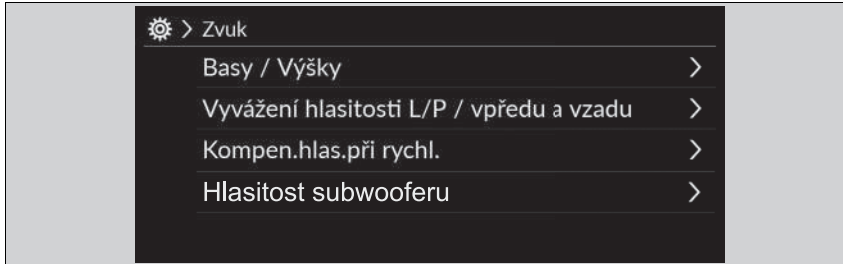 > Zvuk
Basy / Výšky >
Vyvážení hlasitosti L/P / vpředu a vzadu >
Kompen.hlas.při rychl. >
Hlasitost subwooferu >